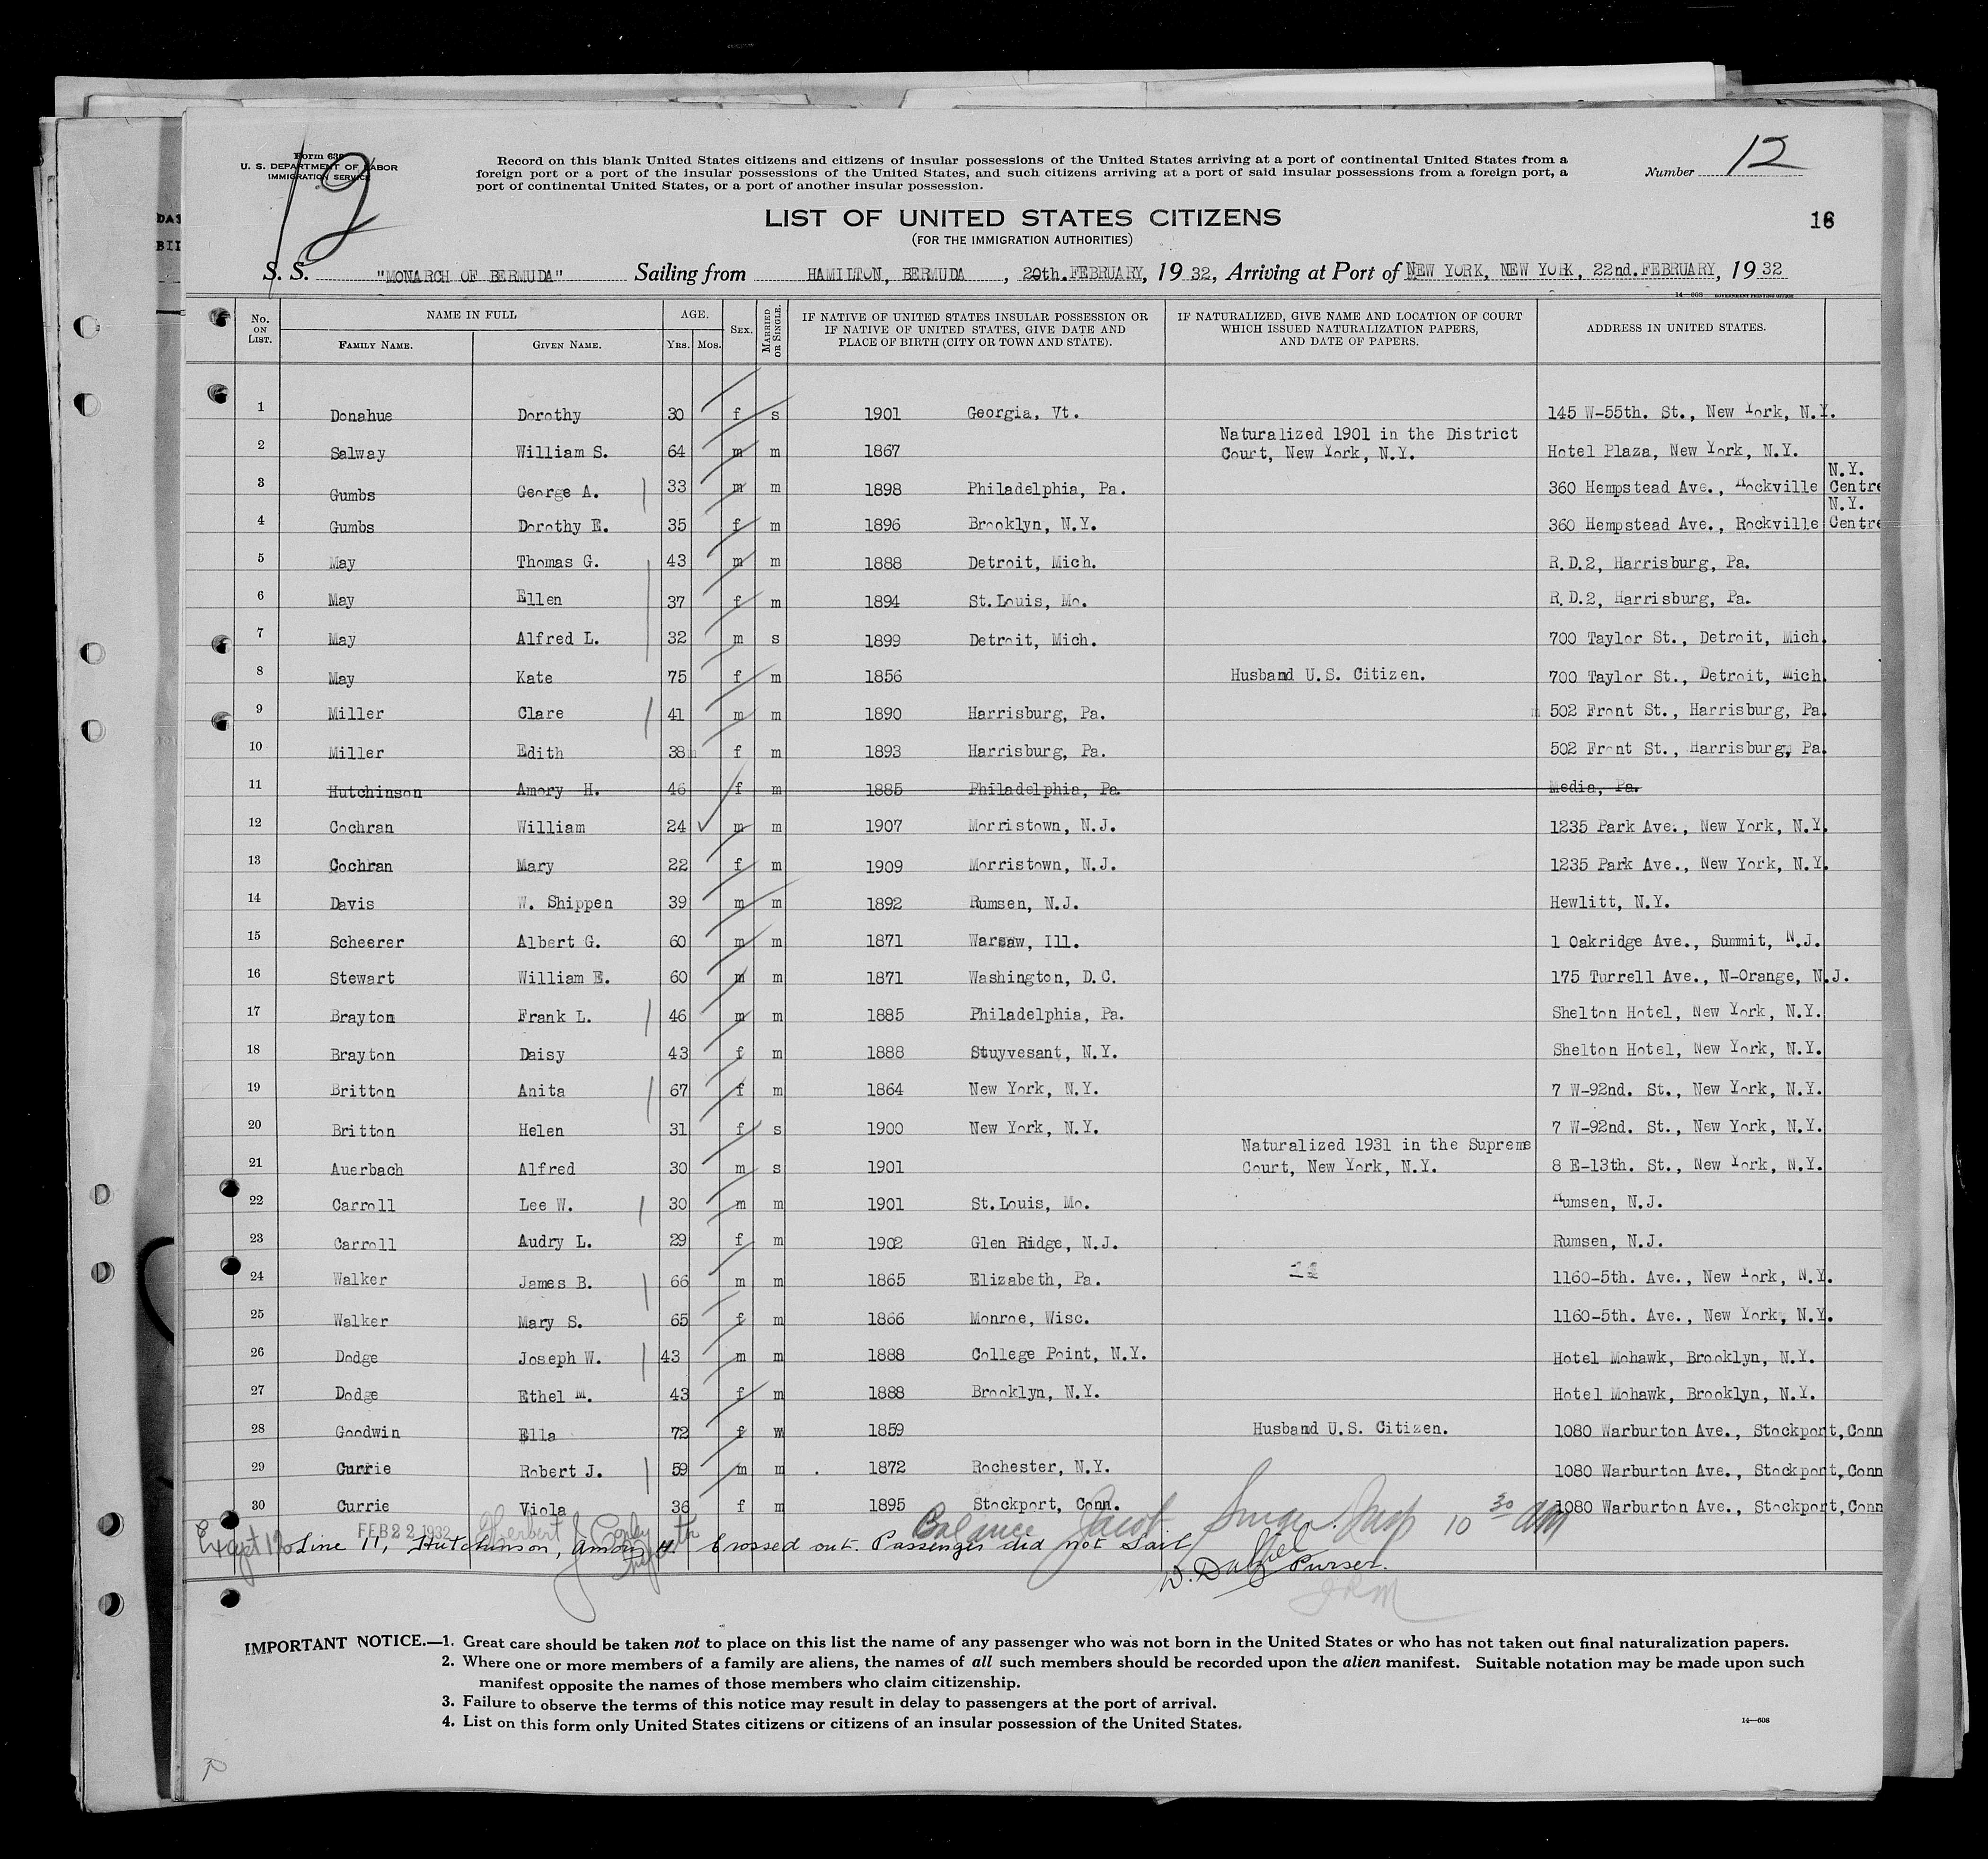 Form 630
U. S. DEPARTMENT OF LABOR
IMMIGRATION SERVICE
12
Record on this blank United States citizens and citizens of insular possessions of the United States arriving at a port of continental United States from a
foreign port or a port of the insular possessions of the United States, and such citizens arriving at a port of said insular possessions from a foreign port, a
port of continental United States, or a port of another insular possession.
Number 12
LIST OF UNITED STATES CITIZENS
(FOR THE IMMIGRATION AUTHORITIES)
S. S. "MONARCH OF BERMUDA" Sailing from HAMILTON, BERMUDA, 20th. FEBRUARY, 1932, Arriving at Port of NEW YORK, NEW YORK, 22nd. FEBRUARY, 1932
14—608 GOVERNMENT PRINTING OFFICE
No. ON LIST. NAME IN FULL FAMILY NAME. GIVEN NAME. AGE. YRS. MOS. SEX. MARRIED OR SINGLE. IF NATIVE OF UNITED STATES INSULAR POSSESSION OR IF NATIVE OF UNITED STATES, GIVE DATE AND PLACE OF BIRTH (CITY OR TOWN AND STATE). IF NATURALIZED, GIVE NAME AND LOCATION OF COURT WHICH ISSUED NATURALIZATION PAPERS, AND DATE OF PAPERS. ADDRESS IN UNITED STATES.
1 Donahue Dorothy 30 f s 1901 Georgia, Vt. 145 W-55th. St., New York, N.Y.
2 Salway William S. 64 m m 1867 Naturalized 1901 in the District Court, New York, N.Y. Hotel Plaza, New York, N.Y.
3 Gumbs George A. 33 m m 1898 Philadelphia, Pa. 360 Hempstead Ave., Rockville Centre N.Y.
4 Gumbs Dorothy E. 35 f m 1896 Brooklyn, N.Y. 360 Hempstead Ave., Rockville Centre N.Y.
5 May Thomas G. 43 m m 1888 Detroit, Mich. R.D.2, Harrisburg, Pa.
6 May Ellen 37 f m 1894 St.Louis, Mo. R.D.2, Harrisburg, Pa.
7 May Alfred L. 32 m s 1899 Detroit, Mich. 700 Taylor St., Detroit, Mich.
8 May Kate 75 f m 1856 Husband U.S. Citizen. 700 Taylor St., Detroit, Mich.
9 Miller Clare 41 m m 1890 Harrisburg, Pa. 502 Front St., Harrisburg, Pa.
10 Miller Edith 38 f m 1893 Harrisburg, Pa. 502 Front St., Harrisburg, Pa.
11 Hutchinson Amory H. 46 f m 1885 Philadelphia, Pa. Media, Pa.
12 Cochran William 24 m m 1907 Morristown, N.J. 1235 Park Ave., New York, N.Y.
13 Cochran Mary 22 f m 1909 Morristown, N.J. 1235 Park Ave., New York, N.Y.
14 Davis W. Shippen 39 m m 1892 Rumsen, N.J. Hewlitt, N.Y.
15 Scheerer Albert G. 60 m m 1871 Warsaw, Ill. 1 Oakridge Ave., Summit, N.J.
16 Stewart William E. 60 m m 1871 Washington, D.C. 175 Turrell Ave., N-Orange, N.J.
17 Brayton Frank L. 46 m m 1885 Philadelphia, Pa. Shelton Hotel, New York, N.Y.
18 Brayton Daisy 43 f m 1888 Stuyvesant, N.Y. Shelton Hotel, New York, N.Y.
19 Britton Anita 67 f m 1864 New York, N.Y. 7 W-92nd. St., New York, N.Y.
20 Britton Helen 31 f s 1900 New York, N.Y. 7 W-92nd. St., New York, N.Y.
21 Auerbach Alfred 30 m s 1901 Naturalized 1931 in the Supreme Court, New York, N.Y. 8 E-13th. St., New York, N.Y.
22 Carroll Lee W. 30 m m 1901 St.Louis, Mo. Rumsen, N.J.
23 Carroll Audry L. 29 f m 1902 Glen Ridge, N.J. Rumsen, N.J.
24 Walker James B. 66 m m 1865 Elizabeth, Pa. 1160-5th. Ave., New York, N.Y.
25 Walker Mary S. 65 f m 1866 Monroe, Wisc. 1160-5th. Ave., New York, N.Y.
26 Dodge Joseph W. 43 m m 1888 College Point, N.Y. Hotel Mohawk, Brooklyn, N.Y.
27 Dodge Ethel M. 43 f m 1888 Brooklyn, N.Y. Hotel Mohawk, Brooklyn, N.Y.
28 Goodwin Ella 72 f w 1859 Husband U.S. Citizen. 1080 Warburton Ave., Stockport, Conn
29 Currie Robert J. 59 m m 1872 Rochester, N.Y. 1080 Warburton Ave., Stockport, Conn
30 Currie Viola 36 f m 1895 Stockport, Conn. 1080 Warburton Ave., Stockport, Conn
FEB 22 1932 Herbert J. Balance Jacob Insp 10 30 AM
Line 11, Hutchinson, Amory H. Crossed out. Passenger did not Sail
W. Dalziel Purser.
IMPORTANT NOTICE.—1. Great care should be taken not to place on this list the name of any passenger who was not born in the United States or who has not taken out final naturalization papers.
2. Where one or more members of a family are aliens, the names of all such members should be recorded upon the alien manifest. Suitable notation may be made upon such
manifest opposite the names of those members who claim citizenship.
3. Failure to observe the terms of this notice may result in delay to passengers at the port of arrival.
4. List on this form only United States citizens or citizens of an insular possession of the United States.
14—608